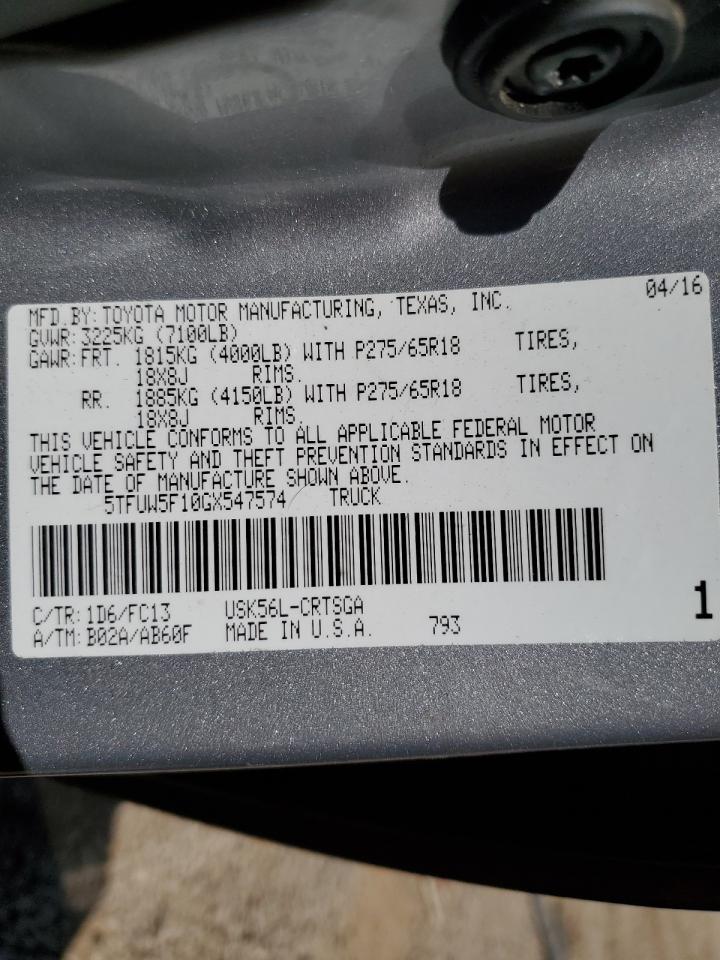 MFD.BY:TOYOTA MOTOR MANUFACTURING, TEXAS, INC. 04/16
GVWR:3225KG (7100LB)
GAWR:FRT. 1815KG (4000LB) WITH P275/65R18 TIRES,
18X8J RIMS.
RR. 1885KG (4150LB) WITH P275/65R18 TIRES,
18X8J RIMS.
THIS VEHICLE CONFORMS TO ALL APPLICABLE FEDERAL MOTOR
VEHICLE SAFETY AND THEFT PREVENTION STANDARDS IN EFFECT ON
THE DATE OF MANUFACTURE SHOWN ABOVE.
5TFUW5F10GX547574 TRUCK
C/TR:1D6/FC13 USK56L-CRTSGA
A/TM:B02A/AB60F MADE IN U.S.A. 793 1